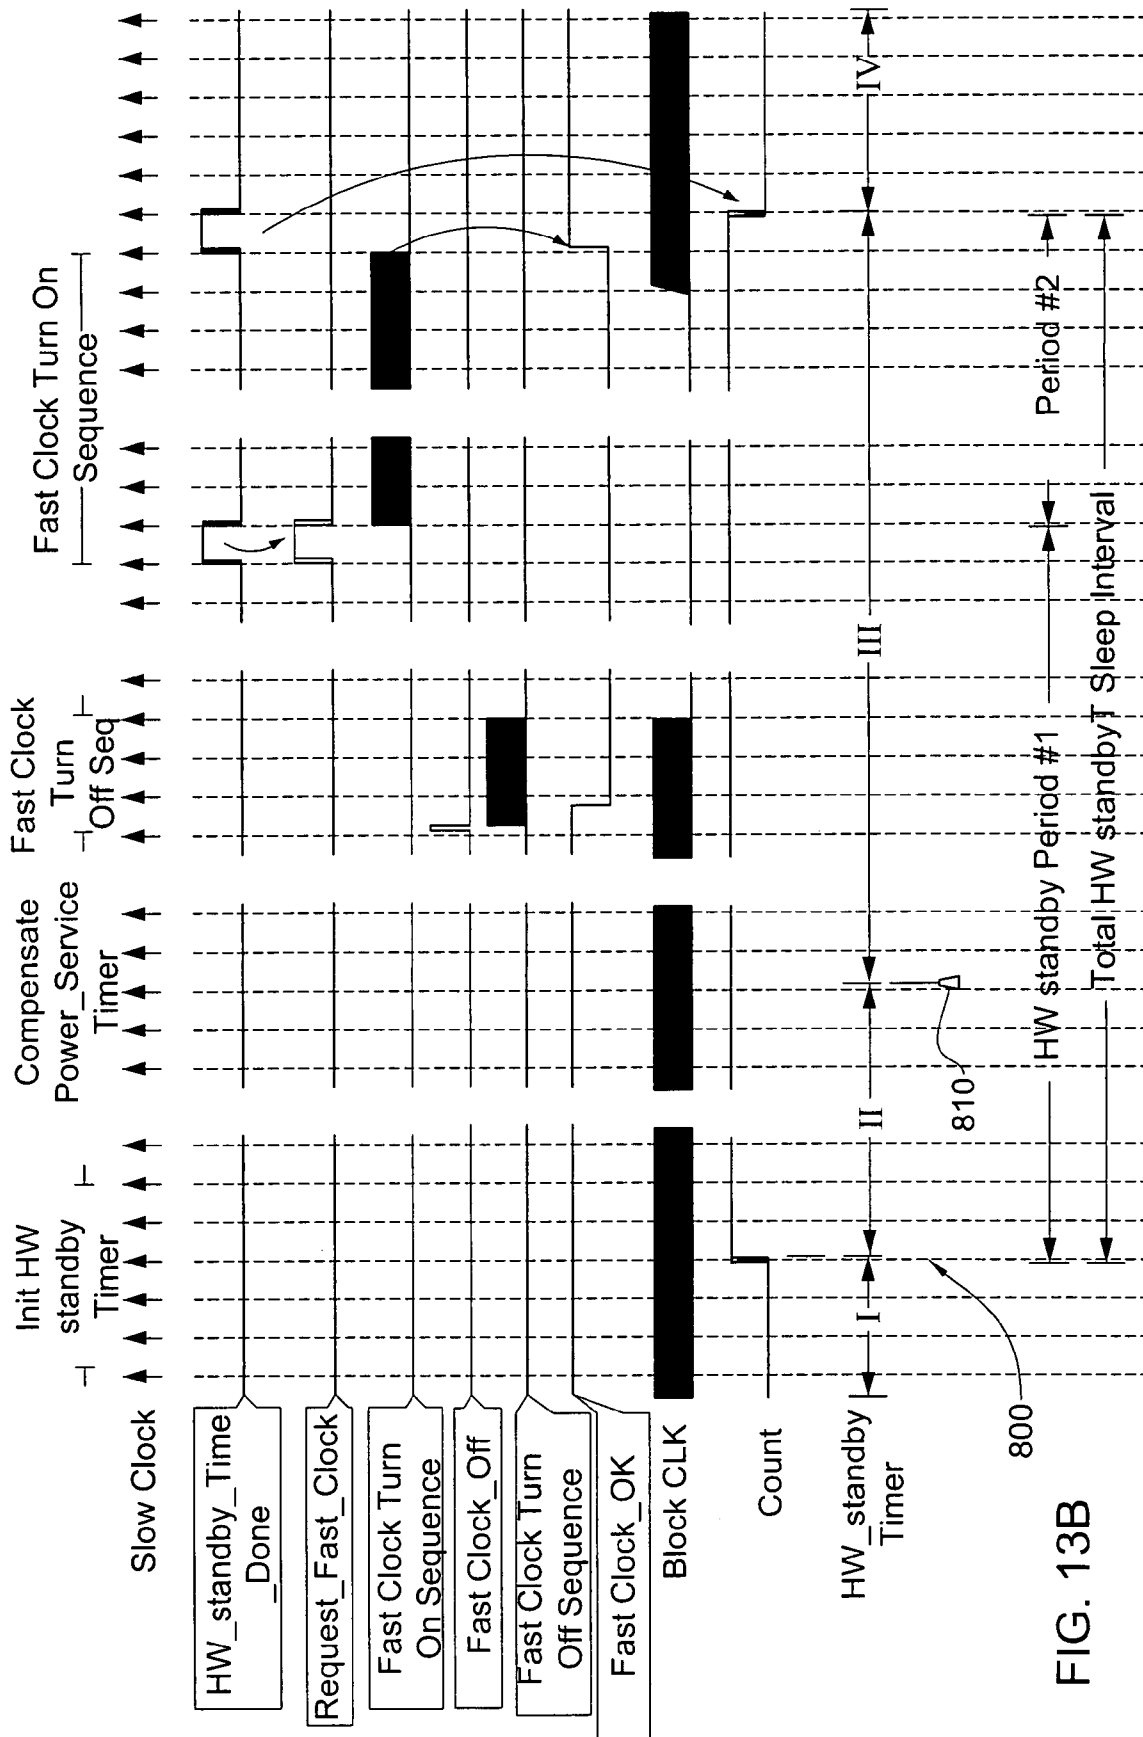 Init HW
standby
Timer
Compensate
Power_Service
Timer
Fast Clock
Turn
Off Seq
Fast Clock Turn On
Sequence
Slow Clock
HW_standby_Time
_Done
Request_Fast_Clock
Fast Clock Turn
On Sequence
Fast Clock_Off
Fast Clock Turn
Off Sequence
Fast Clock_OK
Block CLK
Count
HW_standby
Timer
I
II
III
IV
800
810
HW standby Period #1
Period #2
Total HW standbyT Sleep Interval
FIG. 13B